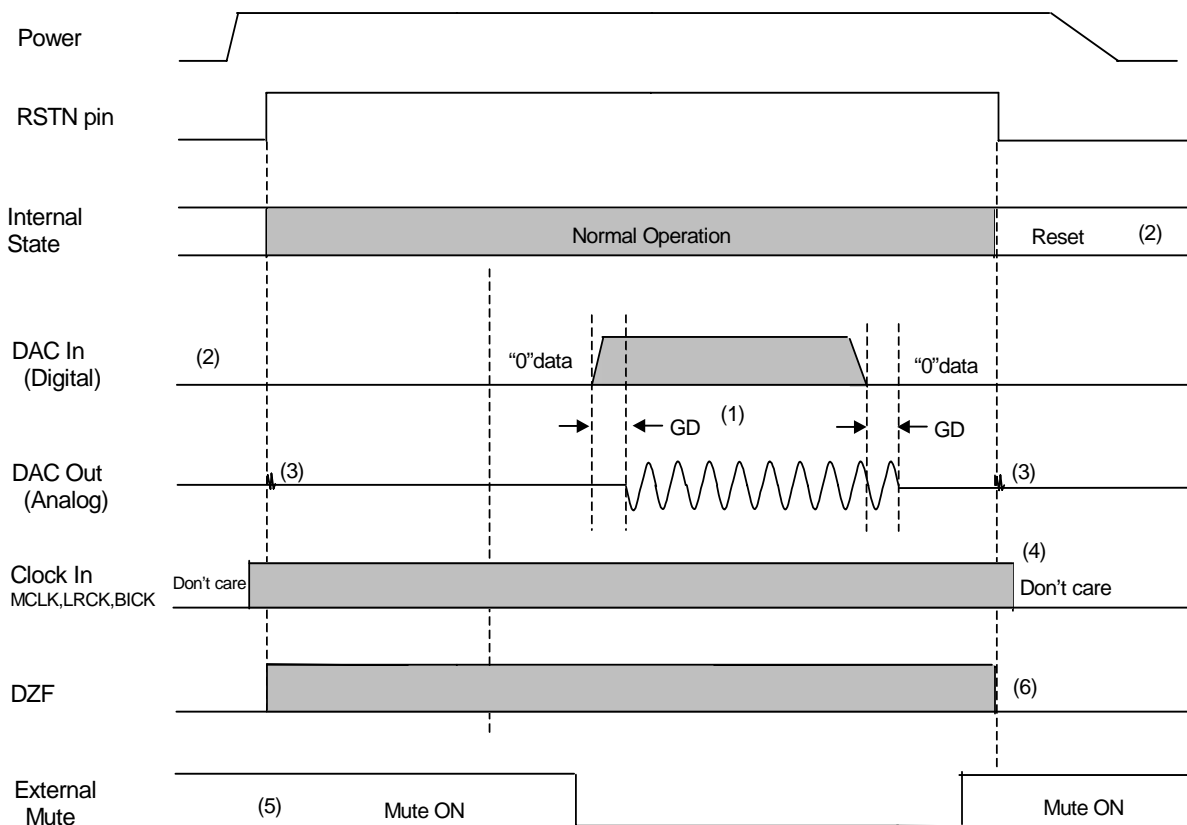 Power
RSTN pin
Internal
State
Normal Operation
Reset
(2)
DAC In
(Digital)
(2)
“0”data
“0”data
(1)
GD
GD
DAC Out
(Analog)
(3)
(3)
Clock In
MCLK,LRCK,BICK
Don’t care
(4)
Don’t care
DZF
(6)
External
Mute
(5)
Mute ON
Mute ON